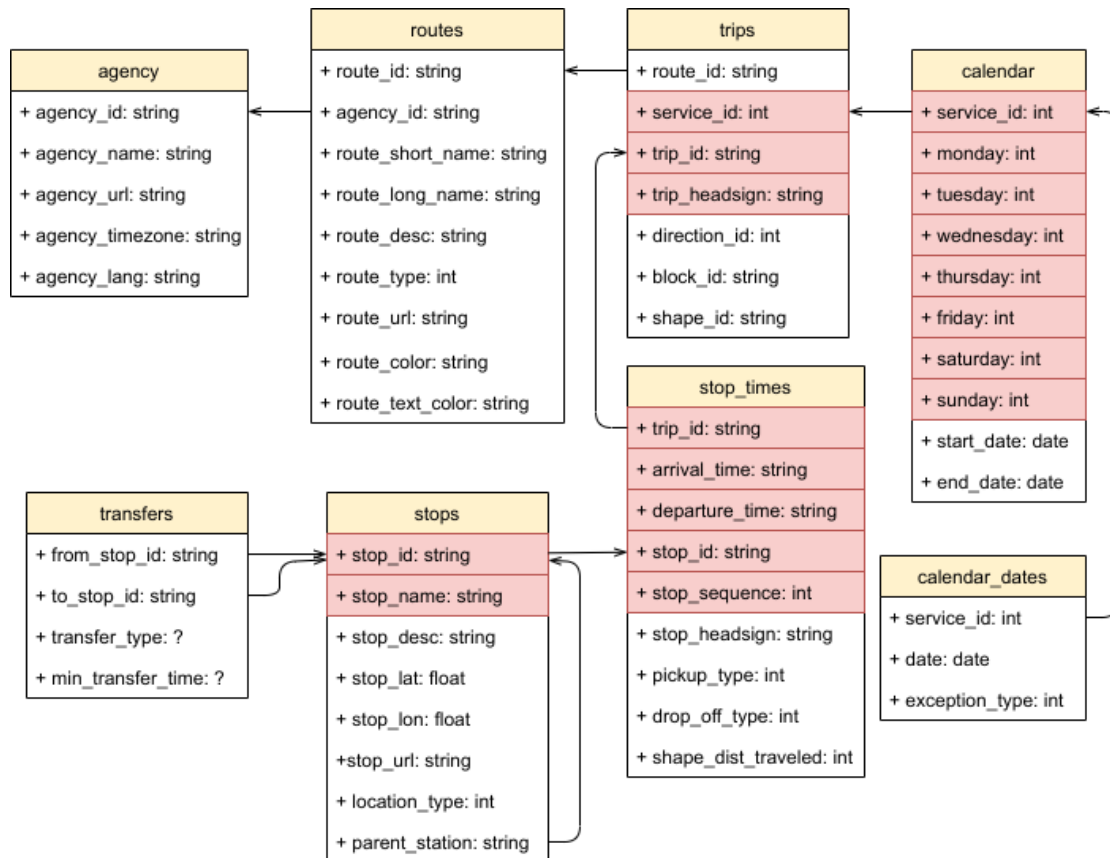 agency
+ agency_id: string
+ agency_name: string
+ agency_url: string
+ agency_timezone: string
+ agency_lang: string
routes
+ route_id: string
+ agency_id: string
+ route_short_name: string
+ route_long_name: string
+ route_desc: string
+ route_type: int
+ route_url: string
+ route_color: string
+ route_text_color: string
trips
+ route_id: string
+ service_id: int
+ trip_id: string
+ trip_headsign: string
+ direction_id: int
+ block_id: string
+ shape_id: string
calendar
+ service_id: int
+ monday: int
+ tuesday: int
+ wednesday: int
+ thursday: int
+ friday: int
+ saturday: int
+ sunday: int
+ start_date: date
+ end_date: date
transfers
+ from_stop_id: string
+ to_stop_id: string
+ transfer_type: ?
+ min_transfer_time: ?
stops
+ stop_id: string
+ stop_name: string
+ stop_desc: string
+ stop_lat: float
+ stop_lon: float
+stop_url: string
+ location_type: int
+ parent_station: string
stop_times
+ trip_id: string
+ arrival_time: string
+ departure_time: string
+ stop_id: string
+ stop_sequence: int
+ stop_headsign: string
+ pickup_type: int
+ drop_off_type: int
+ shape_dist_traveled: int
calendar_dates
+ service_id: int
+ date: date
+ exception_type: int